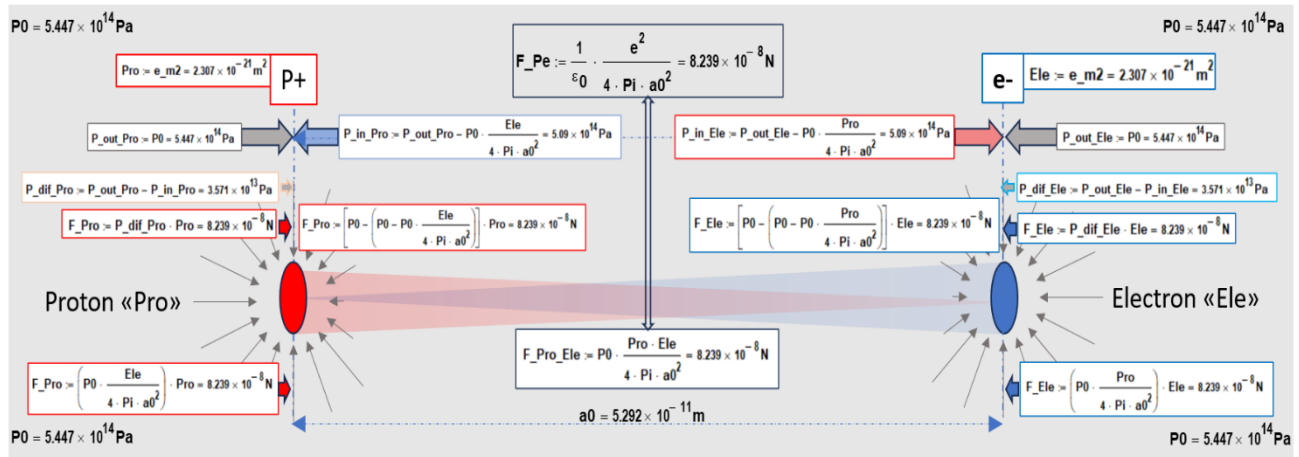 P0 = 5.447 × 10^14 Pa
P0 = 5.447 × 10^14 Pa
F_Pe := 1/ε0 · e^2/(4 · Pi · a0^2) = 8.239 × 10^-8 N
Pro := e_m2 = 2.307 × 10^-21 m^2
P+
e-
Ele := e_m2 = 2.307 × 10^-21 m^2
P_out_Pro := P0 = 5.447 × 10^14 Pa
P_in_Pro := P_out_Pro − P0 · Ele/(4 · Pi · a0^2) = 5.09 × 10^14 Pa
P_in_Ele := P_out_Ele − P0 · Pro/(4 · Pi · a0^2) = 5.09 × 10^14 Pa
P_out_Ele := P0 = 5.447 × 10^14 Pa
P_dif_Pro := P_out_Pro − P_in_Pro = 3.571 × 10^13 Pa
P_dif_Ele := P_out_Ele − P_in_Ele = 3.571 × 10^13 Pa
F_Pro := P_dif_Pro · Pro = 8.239 × 10^-8 N
F_Pro := [P0 − (P0 − P0 · Ele/(4 · Pi · a0^2))] · Pro = 8.239 × 10^-8 N
F_Ele := [P0 − (P0 − P0 · Pro/(4 · Pi · a0^2))] · Ele = 8.239 × 10^-8 N
F_Ele := P_dif_Ele · Ele = 8.239 × 10^-8 N
Proton «Pro»
Electron «Ele»
F_Pro_Ele := P0 · Pro · Ele/(4 · Pi · a0^2) = 8.239 × 10^-8 N
F_Pro := (P0 · Ele/(4 · Pi · a0^2)) · Pro = 8.239 × 10^-8 N
F_Ele := (P0 · Pro/(4 · Pi · a0^2)) · Ele = 8.239 × 10^-8 N
a0 = 5.292 × 10^-11 m
P0 = 5.447 × 10^14 Pa
P0 = 5.447 × 10^14 Pa